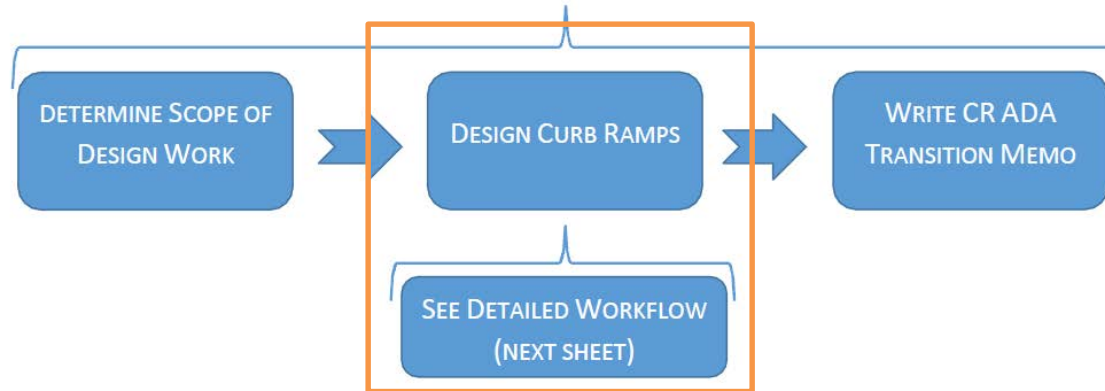 DETERMINE SCOPE OF
DESIGN WORK
DESIGN CURB RAMPS
WRITE CR ADA
TRANSITION MEMO
SEE DETAILED WORKFLOW
(NEXT SHEET)